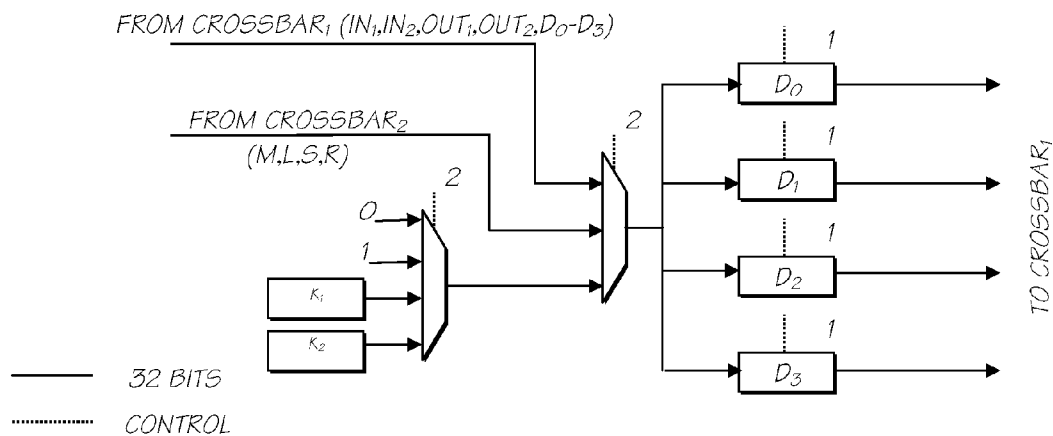 FROM CROSSBAR₁ (IN₁,IN₂,OUT₁,OUT₂,D₀-D₃)
1
D₀
FROM CROSSBAR₂
(M,L,S,R)
2
1
D₁
2
0
1
K₁
K₂
1
D₂
1
D₃
TO CROSSBAR₁
32 BITS
CONTROL